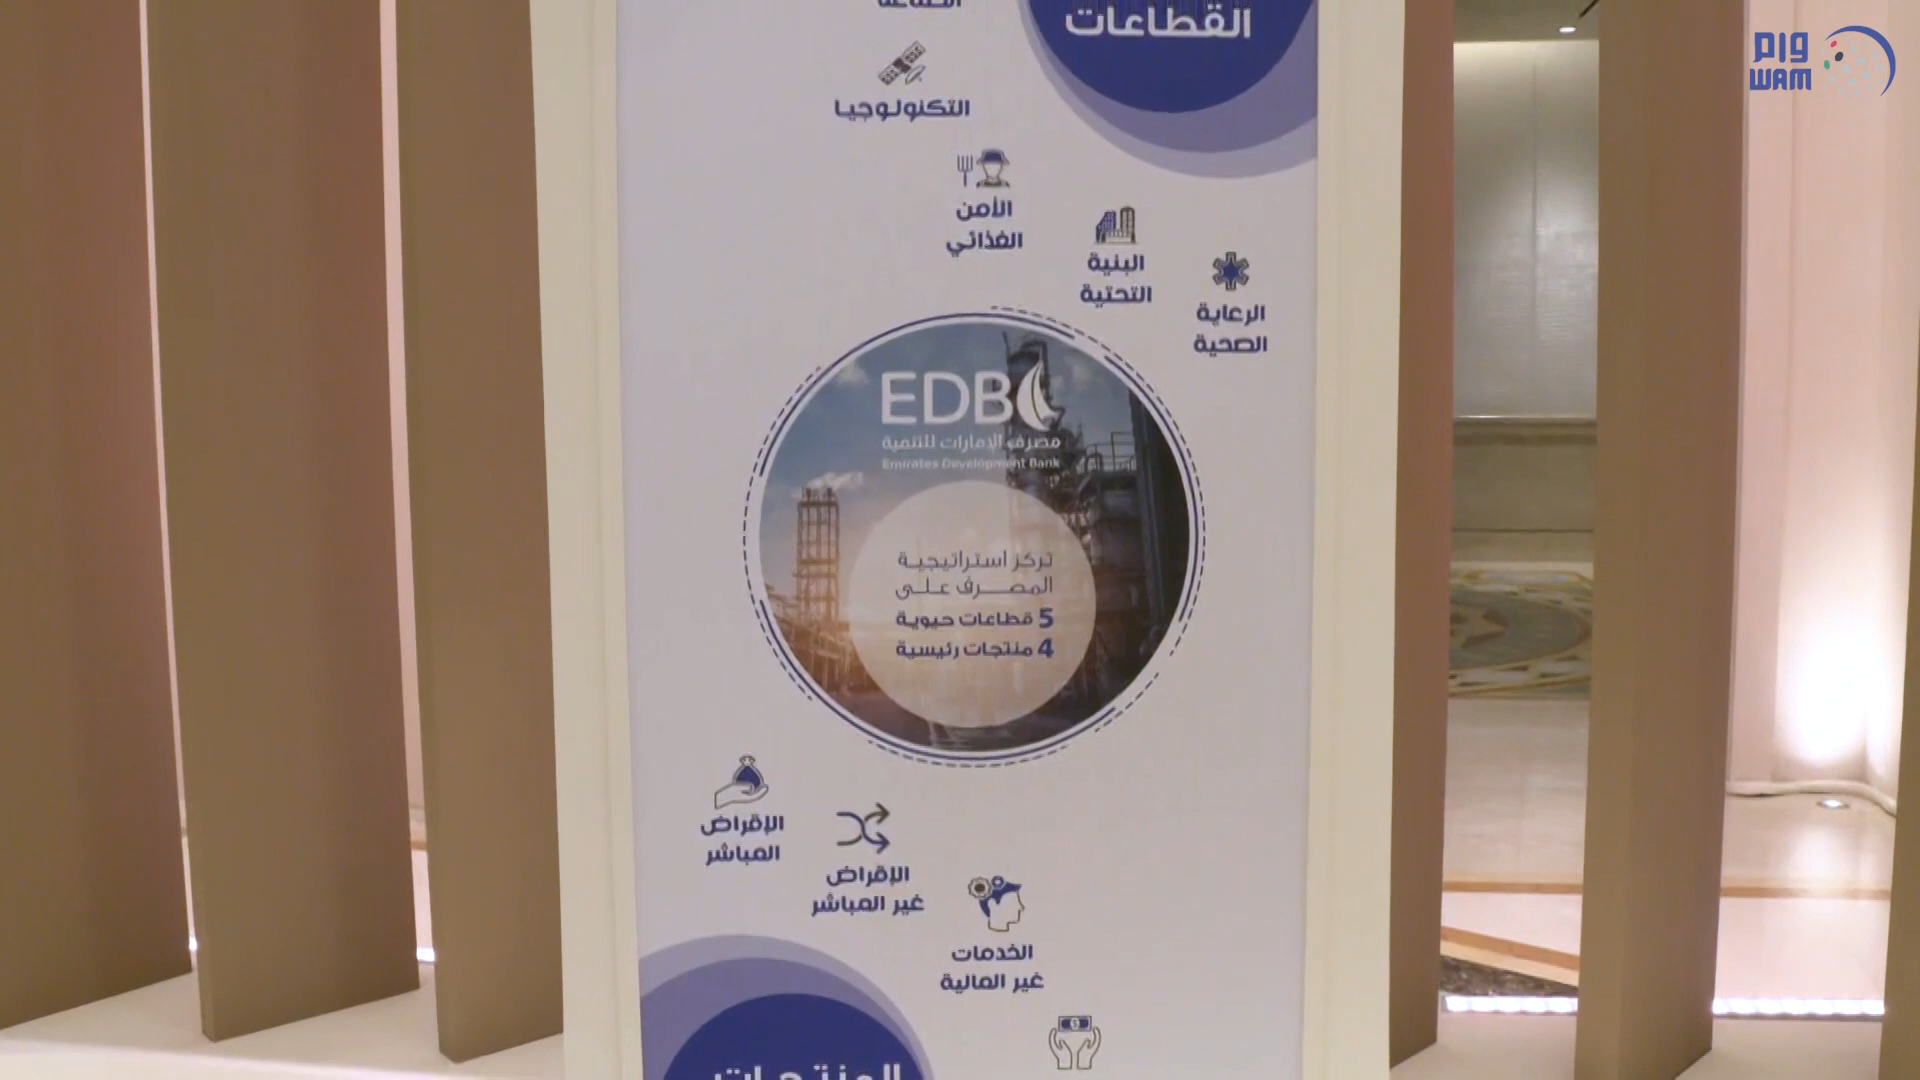 القطاعات
وام
WAM
التكنولوجيا
الأمن
الغذائي
البنية
التحتية
الرعاية
الصحية
EDB
مصرف الإمارات للتنمية
Emirates Development Bank
تركز استراتيجية
المصرف على
5 قطاعات حيوية
4 منتجات رئيسية
الإقراض
المباشر
الإقراض
غير المباشر
الخدمات
غير المالية
المنتجات